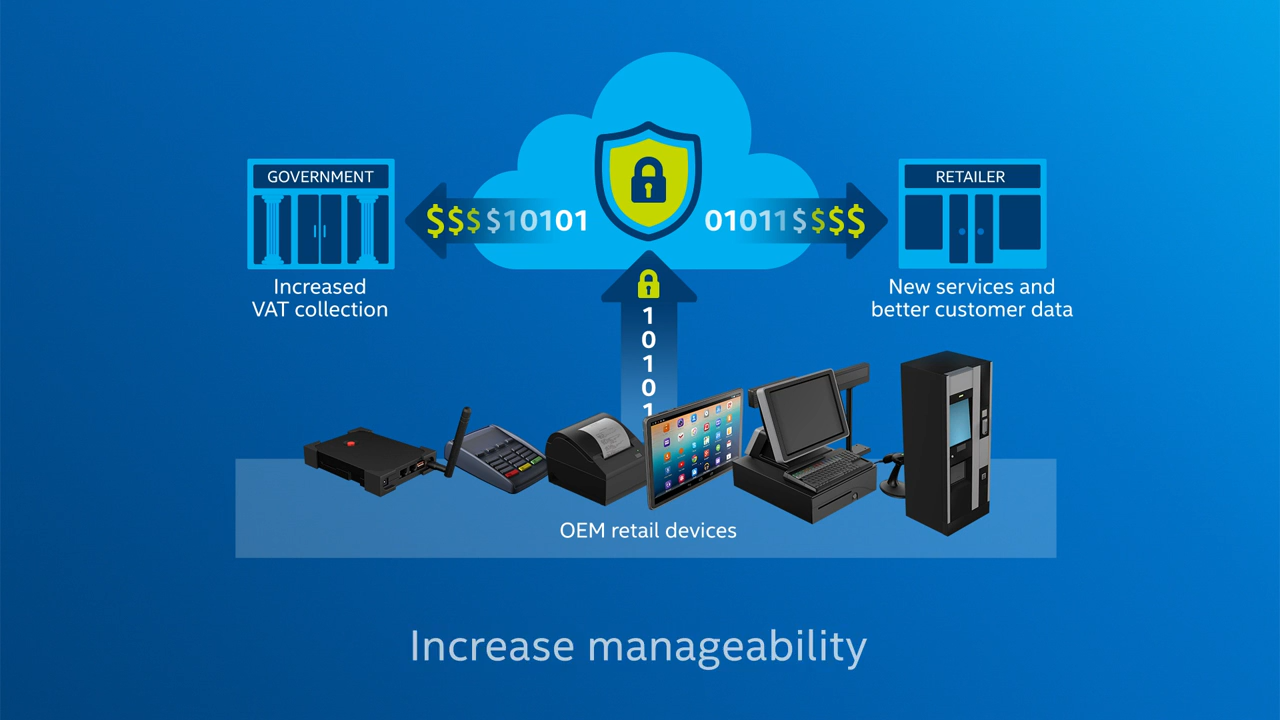 GOVERNMENT
$$$$10101
01011$$$$
RETAILER
Increased
VAT collection
New services and
better customer data
1
0
1
0
1
OEM retail devices
Increase manageability